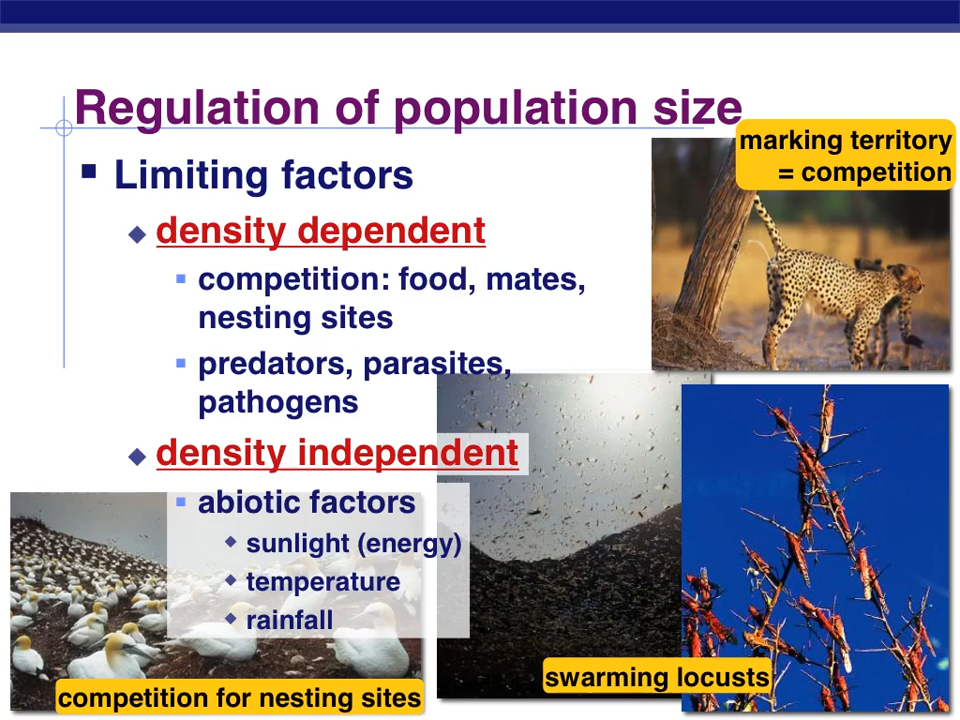 Regulation of population size
marking territory
= competition
Limiting factors
density dependent
competition: food, mates,
nesting sites
predators, parasites,
pathogens
density independent
abiotic factors
sunlight (energy)
temperature
rainfall
swarming locusts
competition for nesting sites